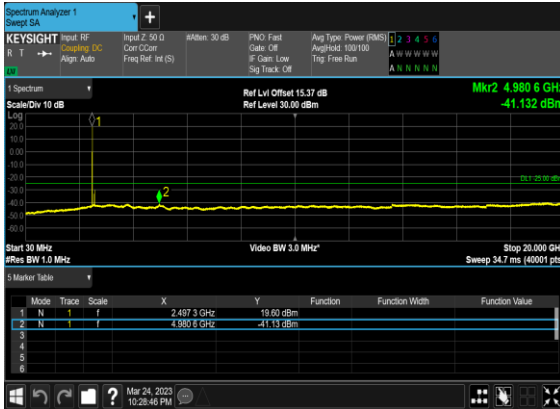 Spectrum Analyzer 1
Swept SA
+
KEYSIGHT Input: RF Input Z: 50 Ω #Atten: 30 dB PNO: Fast Avg Type: Power (RMS) 1 2 3 4 5 6
R T Coupling: DC Corr CCorr Gate: Off Avg|Hold: 100/100 A W W W W W
Align: Auto Freq Ref: Int (S) IF Gain: Low Trig: Free Run
Sig Track: Off A N N N N N
1 Spectrum Ref Lvl Offset 15.37 dB Mkr2 4.980 6 GHz
Scale/Div 10 dB Ref Level 30.00 dBm -41.132 dBm
Log
20.0
10.0
0.00
-10.0
-20.0
-30.0
-40.0
-50.0
-60.0
1
2
DL1 -25.00 dBm
Start 30 MHz Video BW 3.0 MHz* Stop 20.000 GHz
#Res BW 1.0 MHz Sweep 34.7 ms (40001 pts)
5 Marker Table
Mode Trace Scale X Y Function Function Width Function Value
1 N 1 f 2.497 3 GHz 19.60 dBm
2 N 1 f 4.980 6 GHz -41.13 dBm
3
4
5
6
? Mar 24, 2023
10:28:46 PM